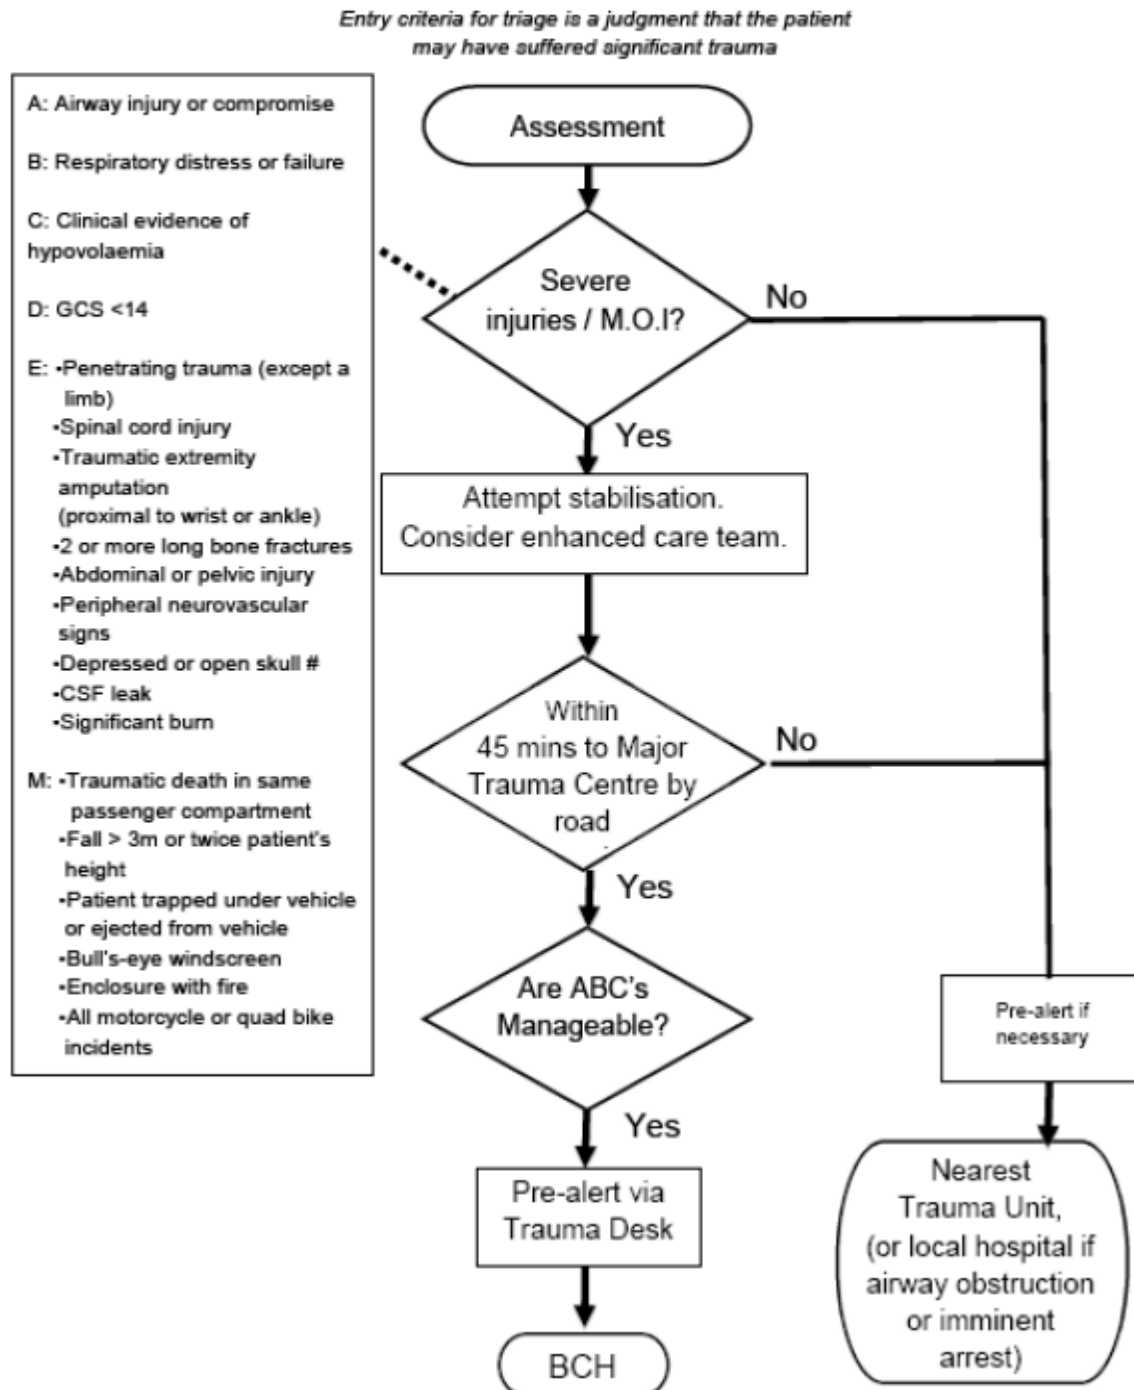 Entry criteria for triage is a judgment that the patient
may have suffered significant trauma
A: Airway injury or compromise
B: Respiratory distress or failure
C: Clinical evidence of
hypovolaemia
D: GCS <14
E: •Penetrating trauma (except a
limb)
•Spinal cord injury
•Traumatic extremity
amputation
(proximal to wrist or ankle)
•2 or more long bone fractures
•Abdominal or pelvic injury
•Peripheral neurovascular
signs
•Depressed or open skull #
•CSF leak
•Significant burn
M: •Traumatic death in same
passenger compartment
•Fall > 3m or twice patient's
height
•Patient trapped under vehicle
or ejected from vehicle
•Bull's-eye windscreen
•Enclosure with fire
•All motorcycle or quad bike
incidents
Assessment
Severe
injuries / M.O.I?
No
Yes
Attempt stabilisation.
Consider enhanced care team.
Within
45 mins to Major
Trauma Centre by
road
No
Yes
Are ABC's
Manageable?
Yes
Pre-alert via
Trauma Desk
BCH
Pre-alert if
necessary
Nearest
Trauma Unit,
(or local hospital if
airway obstruction
or imminent
arrest)